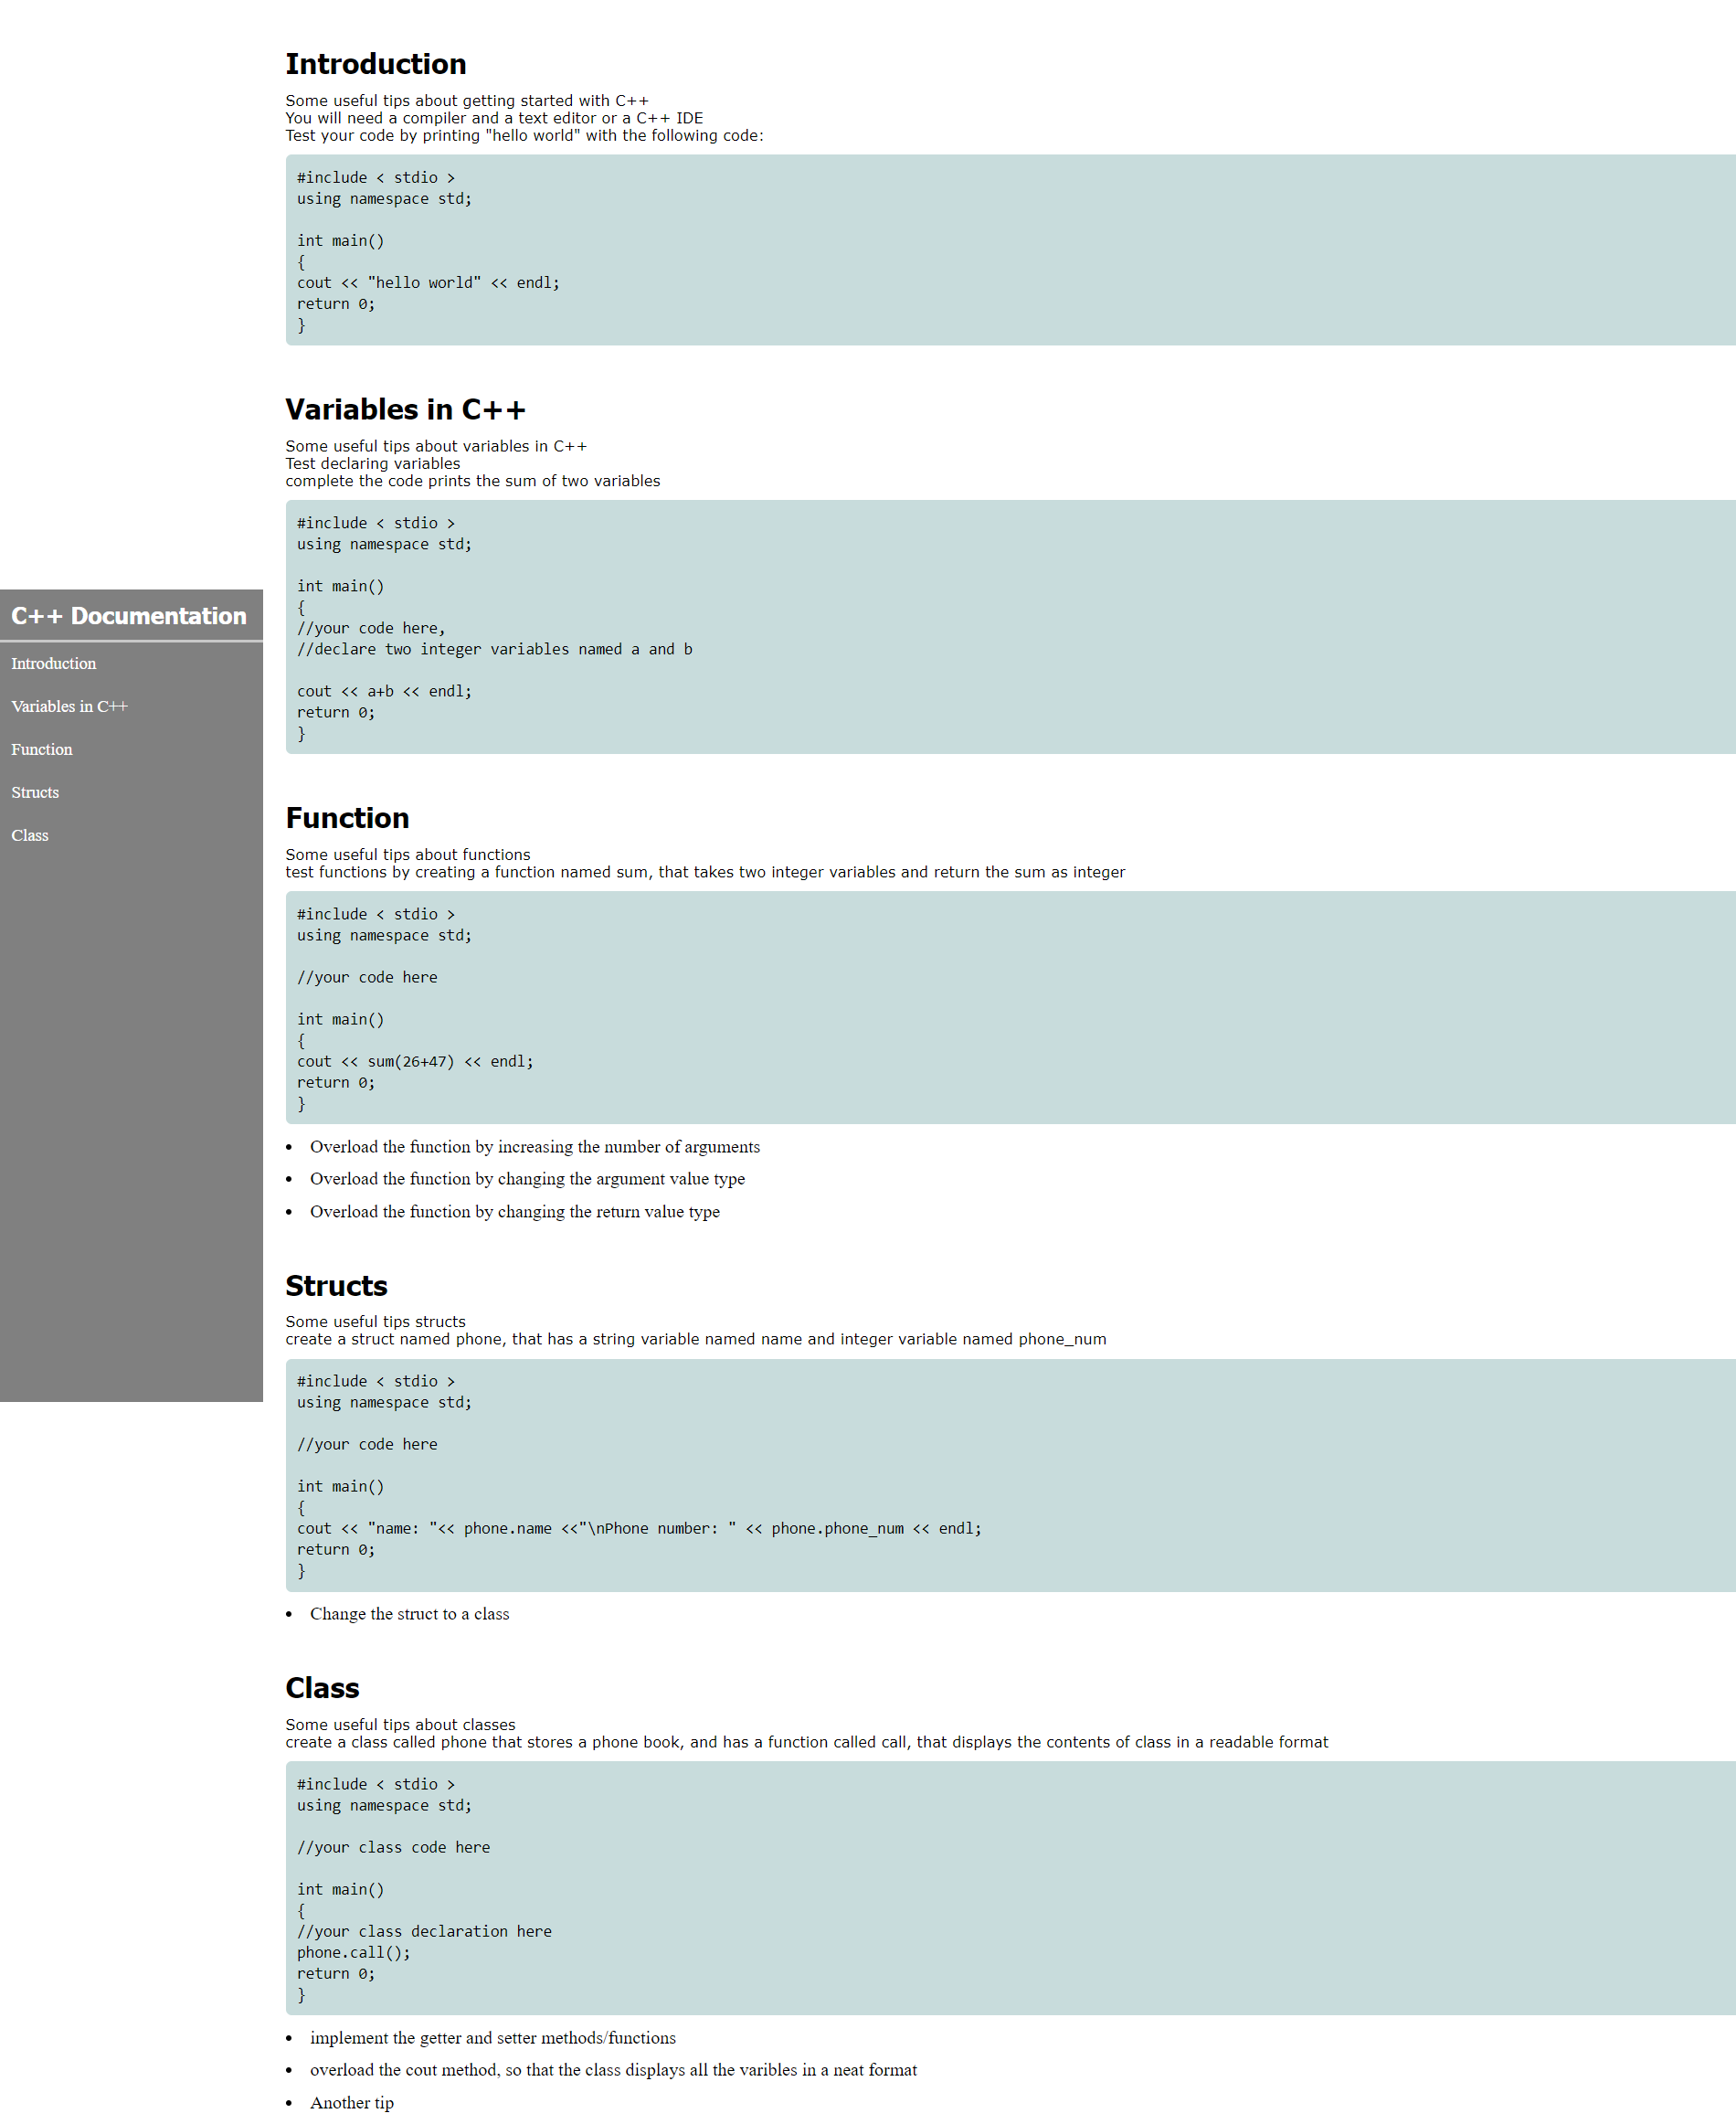 C++ Documentation
Introduction
Variables in C++
Function
Structs
Class
Introduction
Some useful tips about getting started with C++
You will need a compiler and a text editor or a C++ IDE
Test your code by printing "hello world" with the following code:
#include < stdio >
using namespace std;
int main()
{
cout << "hello world" << endl;
return 0;
}
Variables in C++
Some useful tips about variables in C++
Test declaring variables
complete the code prints the sum of two variables
#include < stdio >
using namespace std;
int main()
{
//your code here,
//declare two integer variables named a and b
cout << a+b << endl;
return 0;
}
Function
Some useful tips about functions
test functions by creating a function named sum, that takes two integer variables and return the sum as integer
#include < stdio >
using namespace std;
//your code here
int main()
{
cout << sum(26+47) << endl;
return 0;
}
• Overload the function by increasing the number of arguments
• Overload the function by changing the argument value type
• Overload the function by changing the return value type
Structs
Some useful tips structs
create a struct named phone, that has a string variable named name and integer variable named phone_num
#include < stdio >
using namespace std;
//your code here
int main()
{
cout << "name: "<< phone.name <<"\nPhone number: " << phone.phone_num << endl;
return 0;
}
• Change the struct to a class
Class
Some useful tips about classes
create a class called phone that stores a phone book, and has a function called call, that displays the contents of class in a readable format
#include < stdio >
using namespace std;
//your class code here
int main()
{
//your class declaration here
phone.call();
return 0;
}
• implement the getter and setter methods/functions
• overload the cout method, so that the class displays all the varibles in a neat format
• Another tip